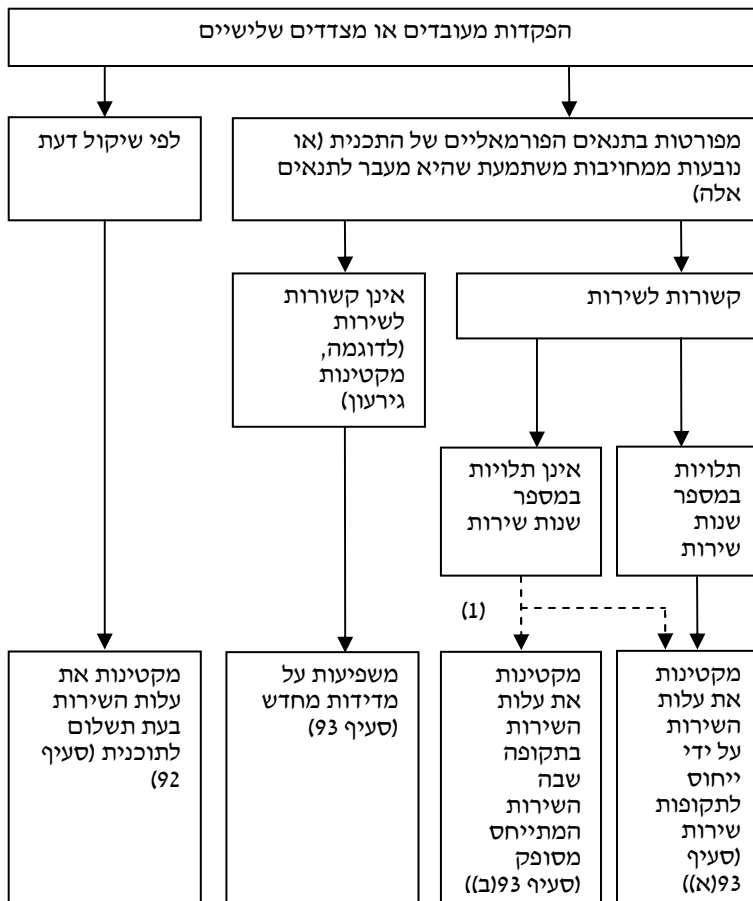 הפקדות מעובדים או מצדדים שלישיים
מפורטות בתנאים הפורמאליים של התכנית (או
נובעות ממחויבות משתמעת שהיא מעבר לתנאים
אלה)
לפי שיקול דעת
קשורות לשירות
אינן קשורות
לשירות
(לדוגמה,
מקטינות
גירעון)
תלויות
במספר
שנות
שירות
אינן תלויות
במספר
שנות שירות
(1)
מקטינות
את עלות
השירות
על ידי
ייחוס
לתקופות
שירות
(סעיף
93(א))
מקטינות
את עלות
השירות
בתקופה
שבה
השירות
המתייחס
מסופק
(סעיף 93(ב))
משפיעות על
מדידות מחדש
(סעיף 93)
מקטינות את
עלות השירות
בעת תשלום
לתוכנית (סעיף
92)